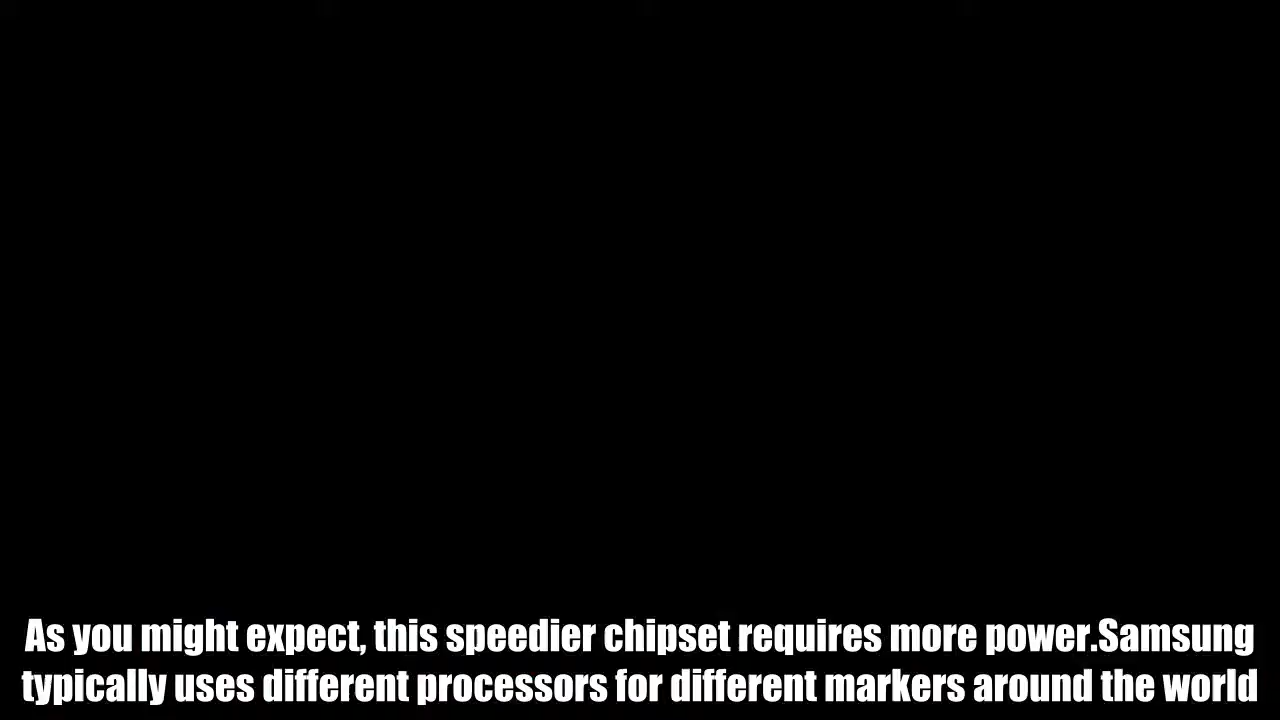 As you might expect, this speedier chipset requires more power.Samsung
typically uses different processors for different markers around the world